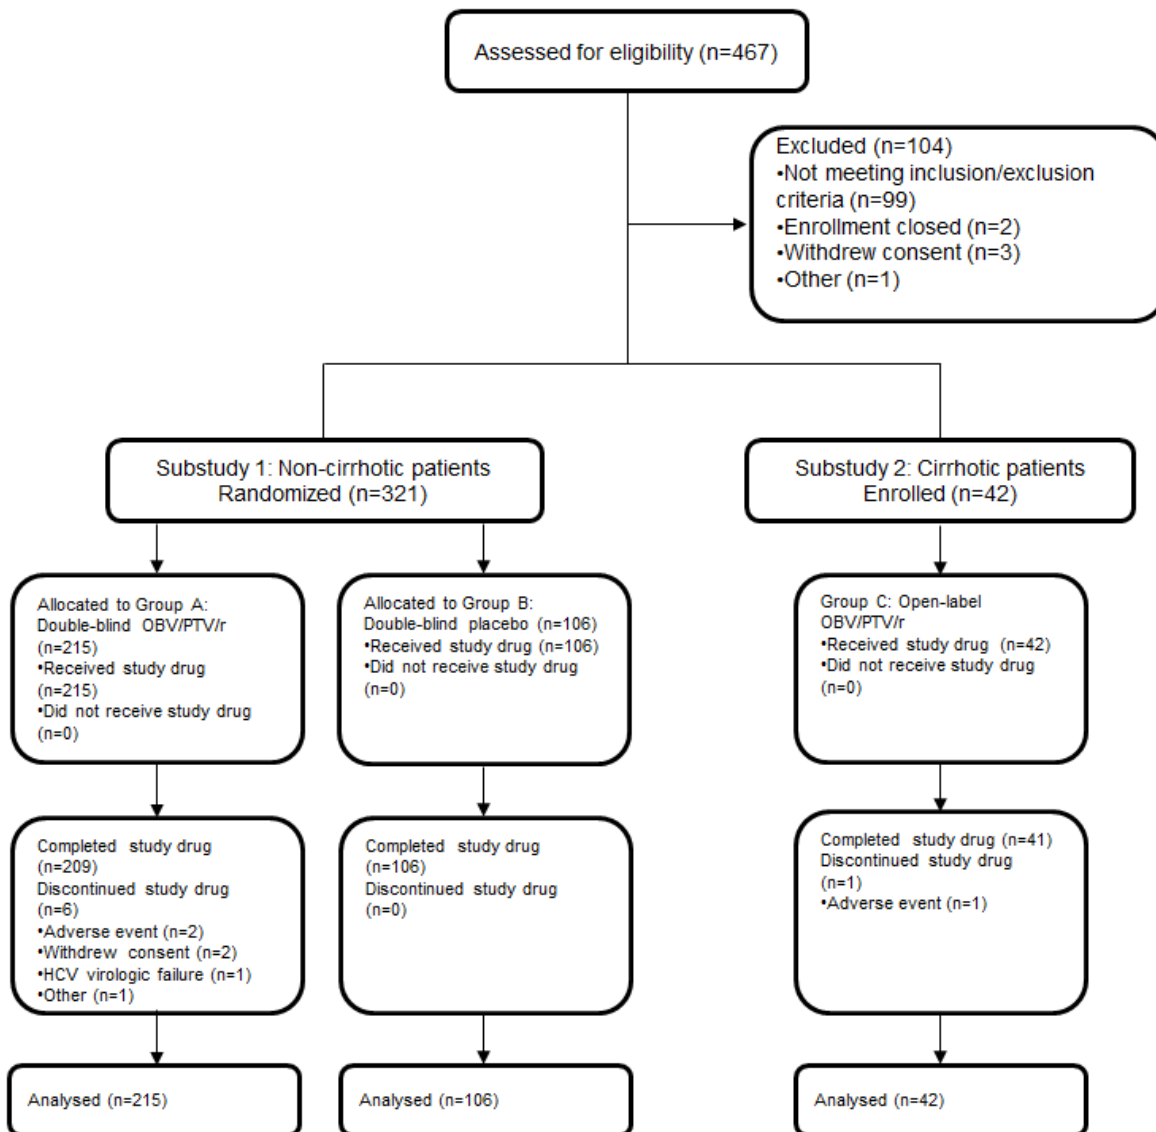 Assessed for eligibility (n=467)
Excluded (n=104)
•Not meeting inclusion/exclusion
criteria (n=99)
•Enrollment closed (n=2)
•Withdrew consent (n=3)
•Other (n=1)
Substudy 1: Non-cirrhotic patients
Randomized (n=321)
Substudy 2: Cirrhotic patients
Enrolled (n=42)
Allocated to Group A:
Double-blind OBV/PTV/r
(n=215)
•Received study drug
(n=215)
•Did not receive study drug
(n=0)
Allocated to Group B:
Double-blind placebo (n=106)
•Received study drug (n=106)
•Did not receive study drug
(n=0)
Group C: Open-label
OBV/PTV/r
•Received study drug (n=42)
•Did not receive study drug
(n=0)
Completed study drug
(n=209)
Discontinued study drug
(n=6)
•Adverse event (n=2)
•Withdrew consent (n=2)
•HCV virologic failure (n=1)
•Other (n=1)
Completed study drug
(n=106)
Discontinued study drug
(n=0)
Completed study drug (n=41)
Discontinued study drug
(n=1)
•Adverse event (n=1)
Analysed (n=215)
Analysed (n=106)
Analysed (n=42)